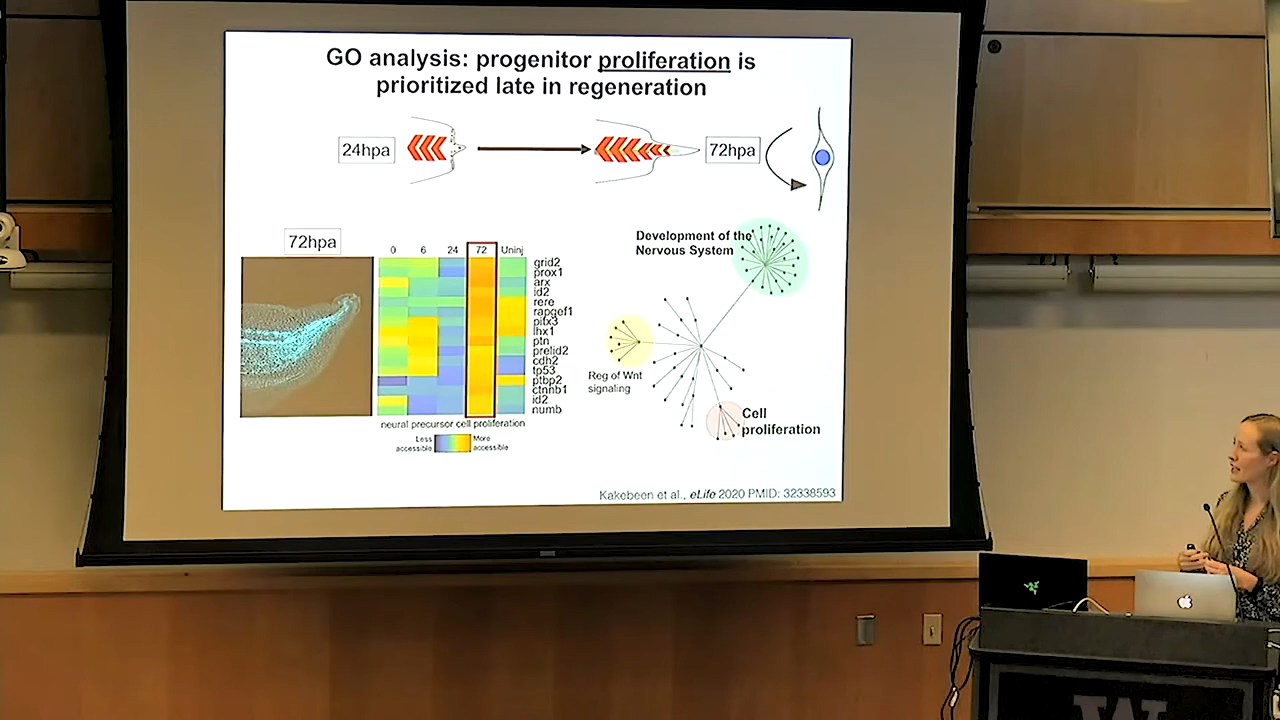 GO analysis: progenitor proliferation is
prioritized late in regeneration
24hpa
72hpa
72hpa
0 6 24 72 Uninj
grid2
prox1
arx
id2
rere
rapgef1
pitx3
lhx1
ptn
prelid2
cdh2
tp53
ptbp2
ctnnb1
id2
numb
neural precursor cell proliferation
Less
accessible
More
accessible
Development of the
Nervous System
Reg of Wnt
signaling
Cell
proliferation
Kakebeen et al., eLife 2020 PMID: 32338593
W